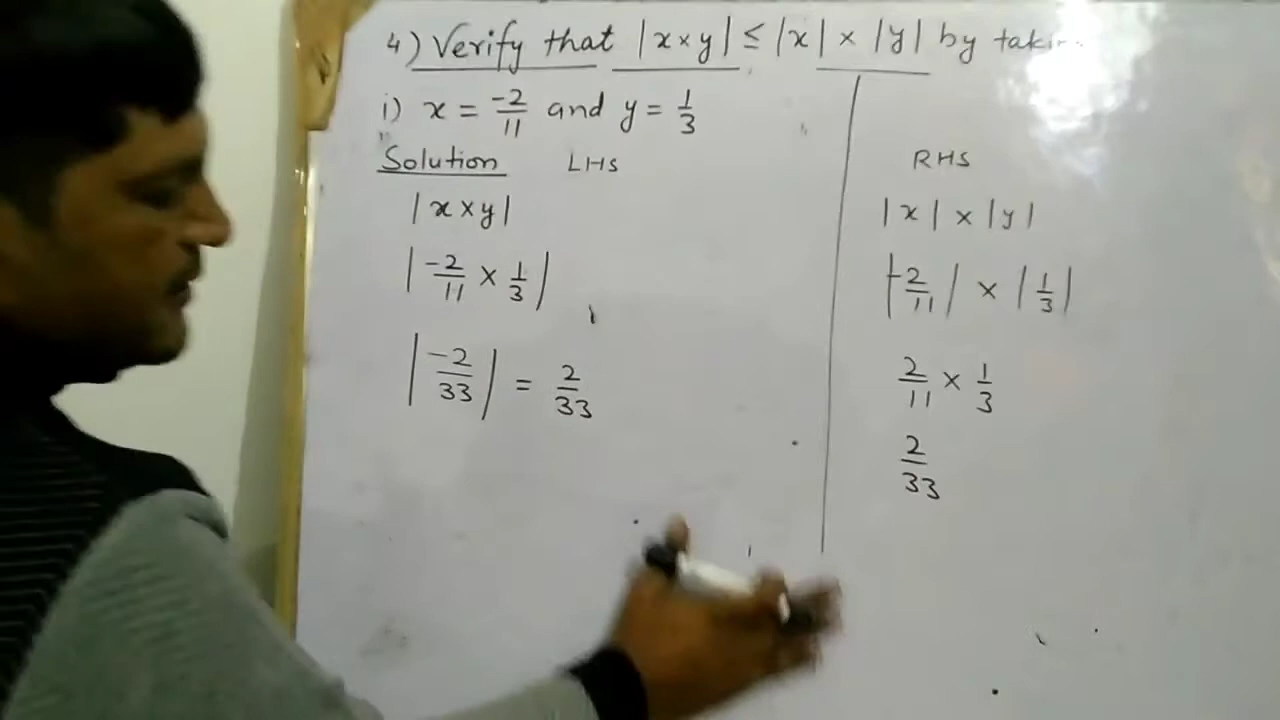 4) Verify that |x×y| ≤ |x| × |y| by
i) x = -2/11 and y = 1/3
Solution LHS
|x×y|
|-2/11 × 1/3|
|-2/33| = 2/33
RHS
|x| × |y|
|-2/11| × |1/3|
2/11 × 1/3
2/33